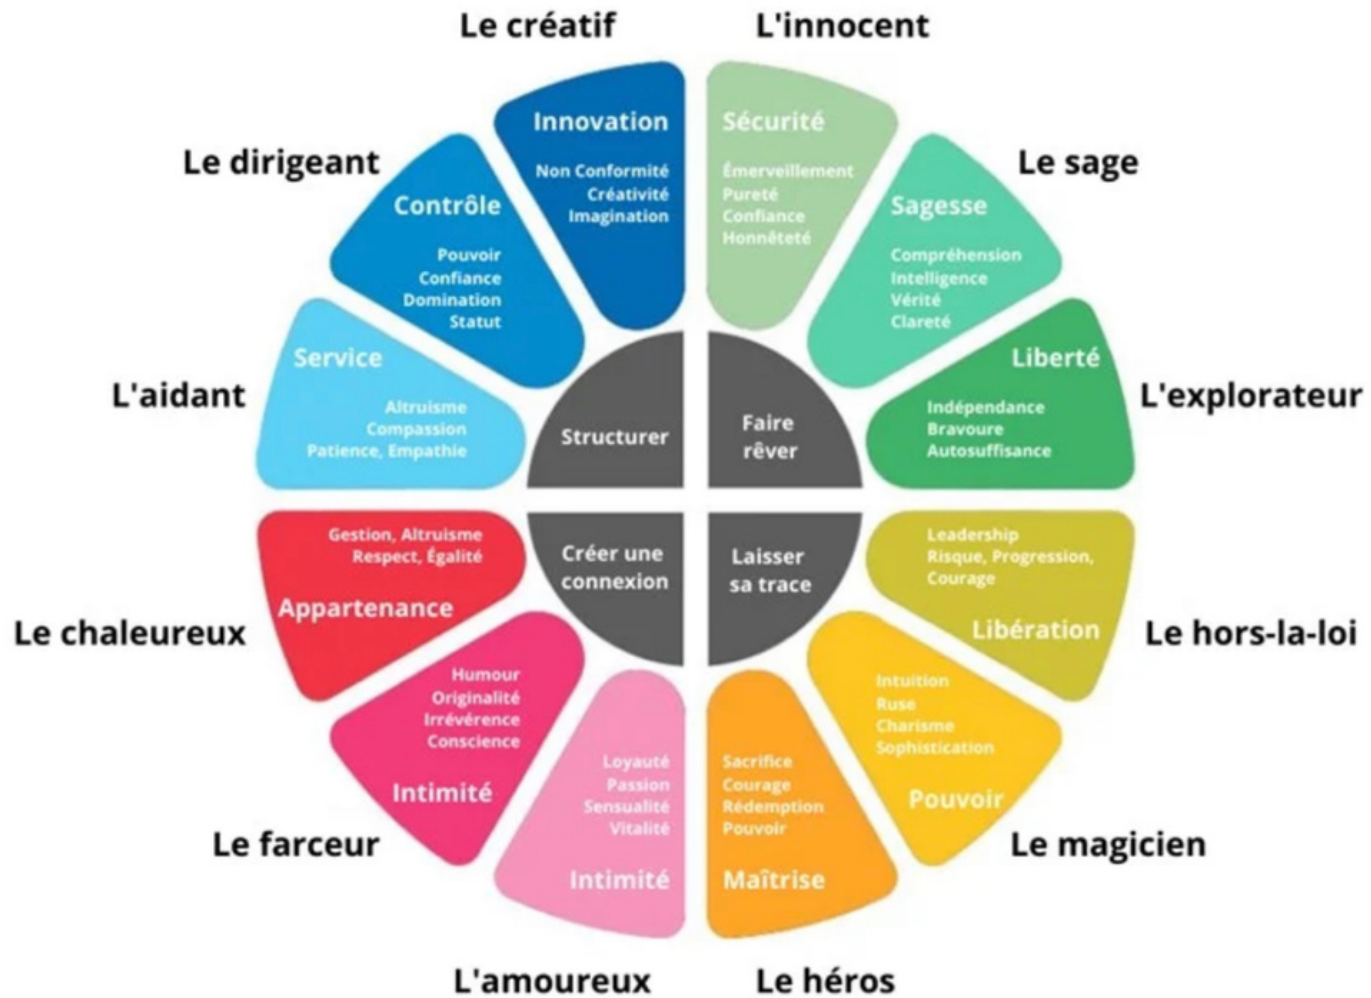 Le créatif
L'innocent
Innovation
Non Conformité
Créativité
Imagination
Sécurité
Émerveillement
Pureté
Confiance
Honnêteté
Le dirigeant
Contrôle
Pouvoir
Confiance
Domination
Statut
Le sage
Sagesse
Compréhension
Intelligence
Vérité
Clareté
L'aidant
Service
Altruisme
Compassion
Patience, Empathie
L'explorateur
Liberté
Indépendance
Bravoure
Autosuffisance
Structurer
Faire
rêver
Créer une
connexion
Laisser
sa trace
Le chaleureux
Gestion, Altruisme
Respect, Égalité
Appartenance
Le hors-la-loi
Leadership
Risque, Progression,
Courage
Libération
Le farceur
Humour
Originalité
Irrévérence
Conscience
Intimité
Le magicien
Intuition
Ruse
Charisme
Sophistication
Pouvoir
L'amoureux
Loyauté
Passion
Sensualité
Vitalité
Intimité
Le héros
Sacrifice
Courage
Rédemption
Pouvoir
Maîtrise